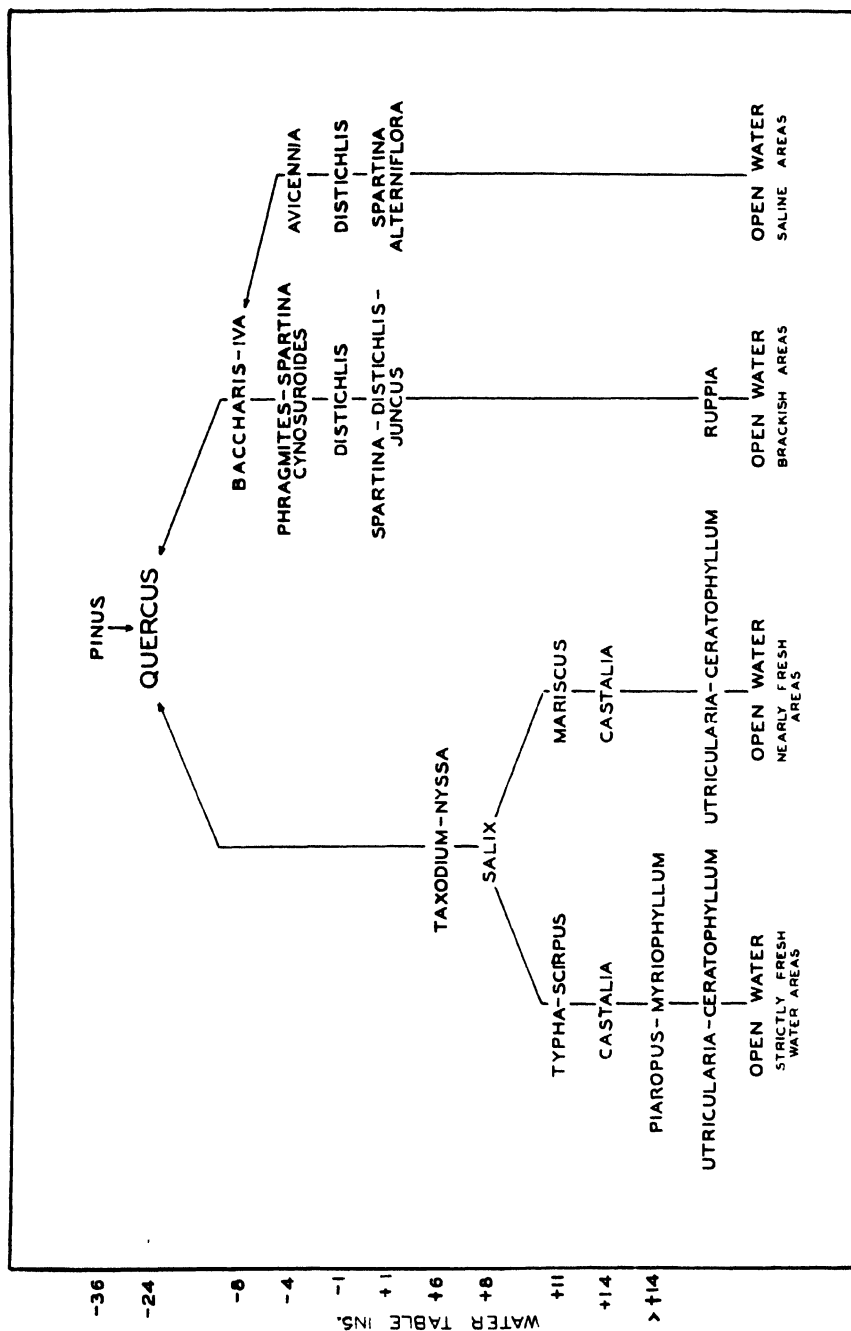 PINUS
QUERCUS
BACCHARIS-IVA
PHRAGMITES-SPARTINA
CYNOSUROIDES
AVICENNIA
DISTICHLIS
DISTICHLIS
SPARTINA-DISTICHLIS-
JUNCUS
SPARTINA
ALTERNIFLORA
TAXODIUM-NYSSA
SALIX
TYPHA-SCIRPUS
MARISCUS
CASTALIA
CASTALIA
PIAROPUS-MYRIOPHYLLUM
UTRICULARIA-CERATOPHYLLUM
UTRICULARIA-CERATOPHYLLUM
RUPPIA
OPEN WATER
STRICTLY FRESH
WATER AREAS
OPEN WATER
NEARLY FRESH
AREAS
OPEN WATER
BRACKISH AREAS
OPEN WATER
SALINE AREAS
WATER TABLE INS.
-36
-24
-8
-4
-1
+1
+6
+8
+11
+14
>+14